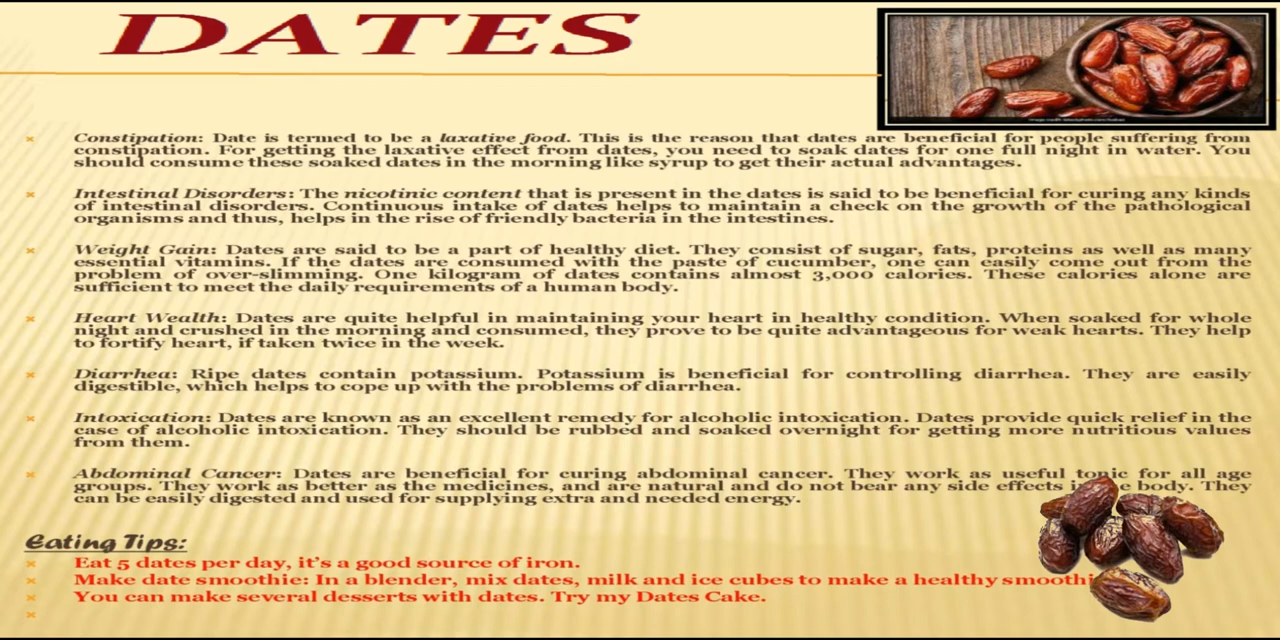 DATES
Constipation: Date is termed to be a laxative food. This is the reason that dates are beneficial for people suffering from
constipation. For getting the laxative effect from dates, you need to soak dates for one full night in water. You
should consume these soaked dates in the morning like syrup to get their actual advantages.
Intestinal Disorders: The nicotinic content that is present in the dates is said to be beneficial for curing any kinds
of intestinal disorders. Continuous intake of dates helps to maintain a check on the growth of the pathological
organisms and thus, helps in the rise of friendly bacteria in the intestines.
Weight Gain: Dates are said to be a part of healthy diet. They consist of sugar, fats, proteins as well as many
essential vitamins. If the dates are consumed with the paste of cucumber, one can easily come out from the
problem of over-slimming. One kilogram of dates contains almost 3,000 calories. These calories alone are
sufficient to meet the daily requirements of a human body.
Heart Wealth: Dates are quite helpful in maintaining your heart in healthy condition. When soaked for whole
night and crushed in the morning and consumed, they prove to be quite advantageous for weak hearts. They help
to fortify heart, if taken twice in the week.
Diarrhea: Ripe dates contain potassium. Potassium is beneficial for controlling diarrhea. They are easily
digestible, which helps to cope up with the problems of diarrhea.
Intoxication: Dates are known as an excellent remedy for alcoholic intoxication. Dates provide quick relief in the
case of alcoholic intoxication. They should be rubbed and soaked overnight for getting more nutritious values
from them.
Abdominal Cancer: Dates are beneficial for curing abdominal cancer. They work as useful tonic for all age
groups. They work as better as the medicines, and are natural and do not bear any side effects body. They
can be easily digested and used for supplying extra and needed energy.
Eating Tips:
Eat 5 dates per day, it's a good source of iron.
Make date smoothie: In a blender, mix dates, milk and ice cubes to make a healthy smoothi
You can make several desserts with dates. Try my Dates Cake.